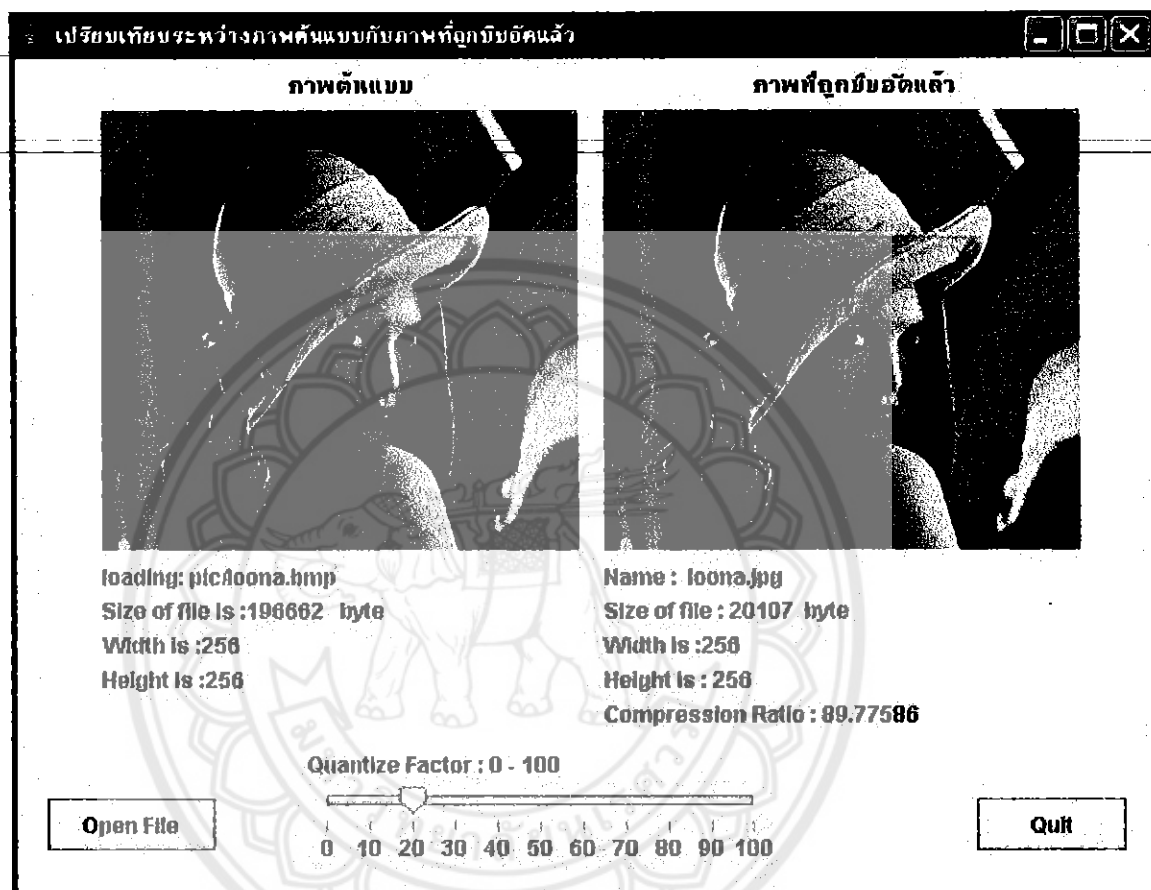 เปรียบเทียบระหว่างภาพต้นแบบกับภาพที่ถูกบีบอัดแล้ว
ภาพต้นแบบ
ภาพที่ถูกบีบอัดแล้ว
loading: pic/loona.bmp
Size of file is :196662 byte
Width is :256
Height is :256
Name : loona.jpg
Size of file : 20107 byte
Width is :256
Height is : 256
Compression Ratio : 89.77586
Quantize Factor : 0 - 100
0 10 20 30 40 50 60 70 80 90 100
Open File
Quit